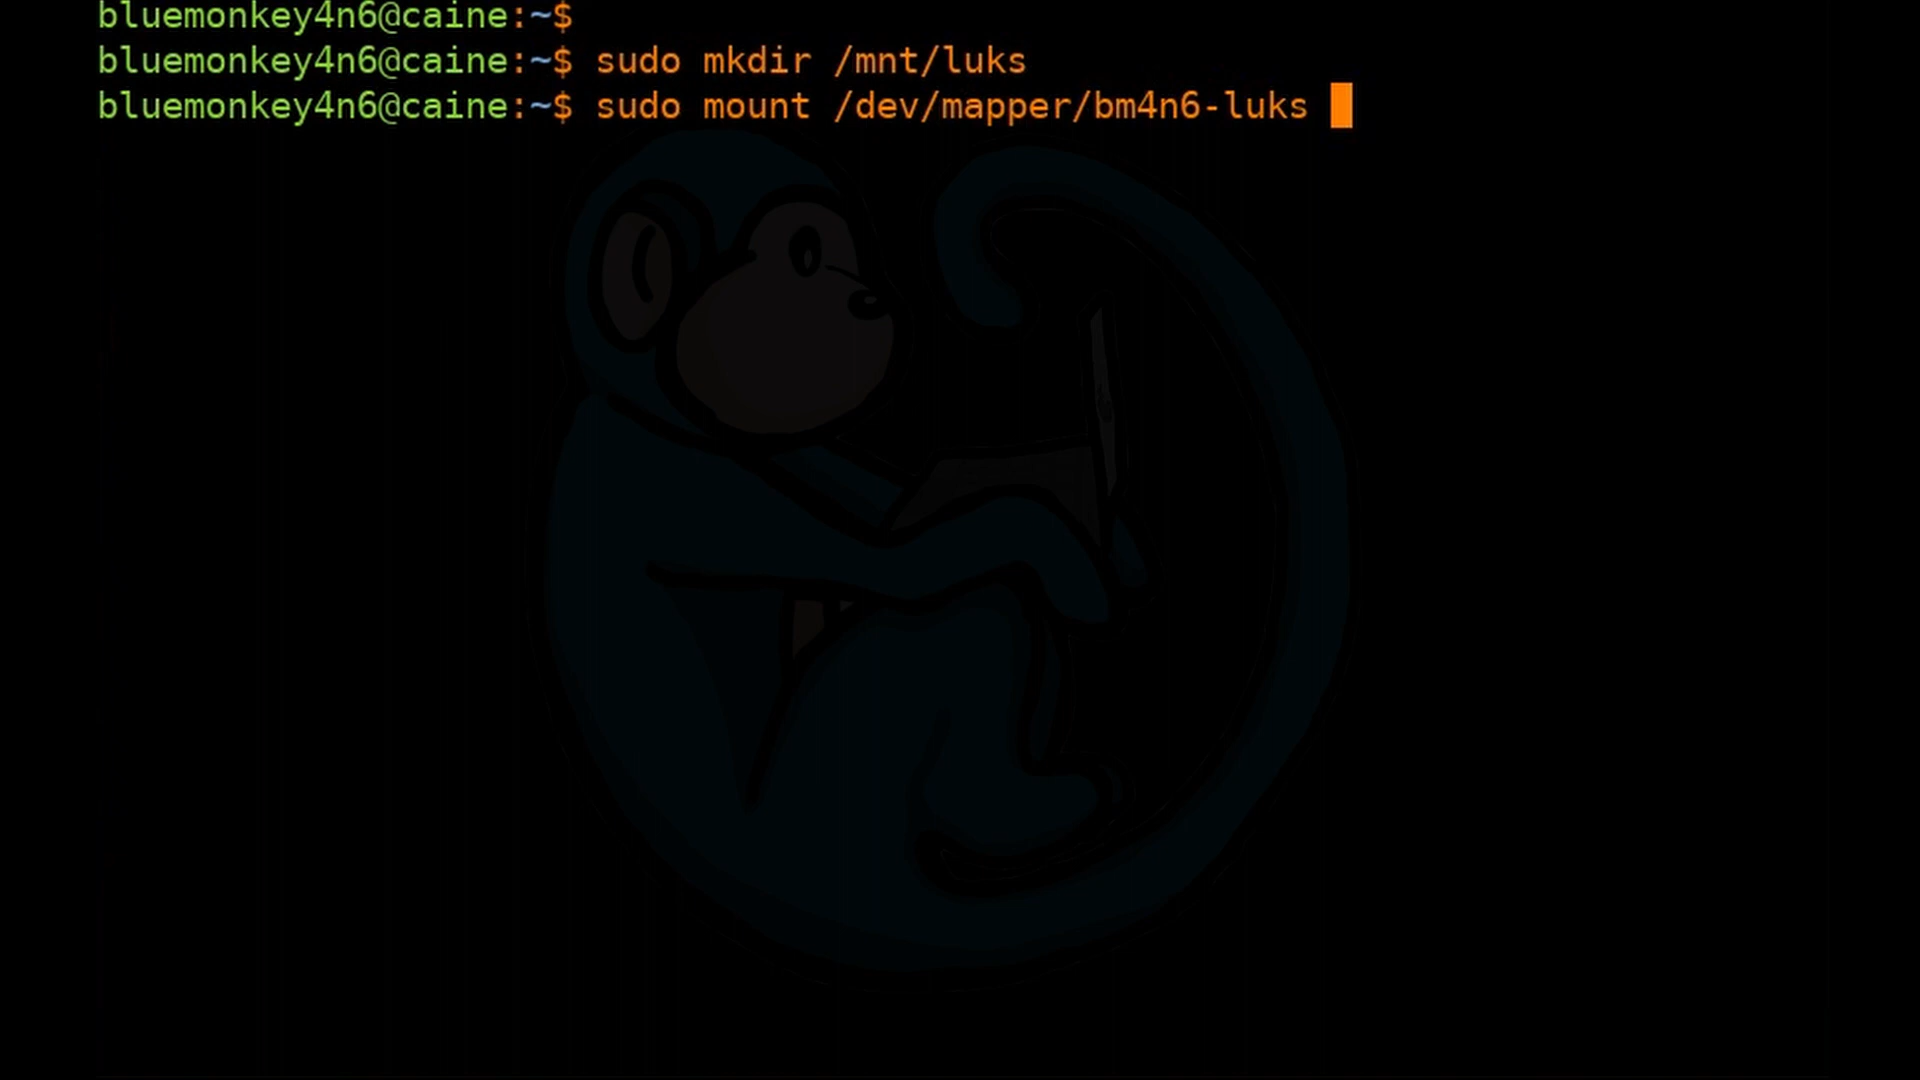 bluemonkey4n6@caine:~$
bluemonkey4n6@caine:~$ sudo mkdir /mnt/luks
bluemonkey4n6@caine:~$ sudo mount /dev/mapper/bm4n6-luks